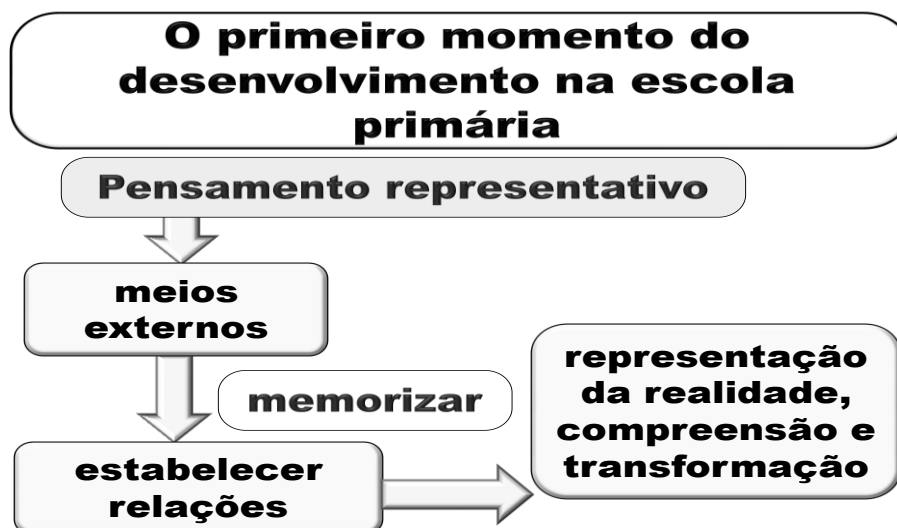 O primeiro momento do
desenvolvimento na escola
primária
Pensamento representativo
meios
externos
memorizar
estabelecer
relações
representação
da realidade,
compreensão e
transformação